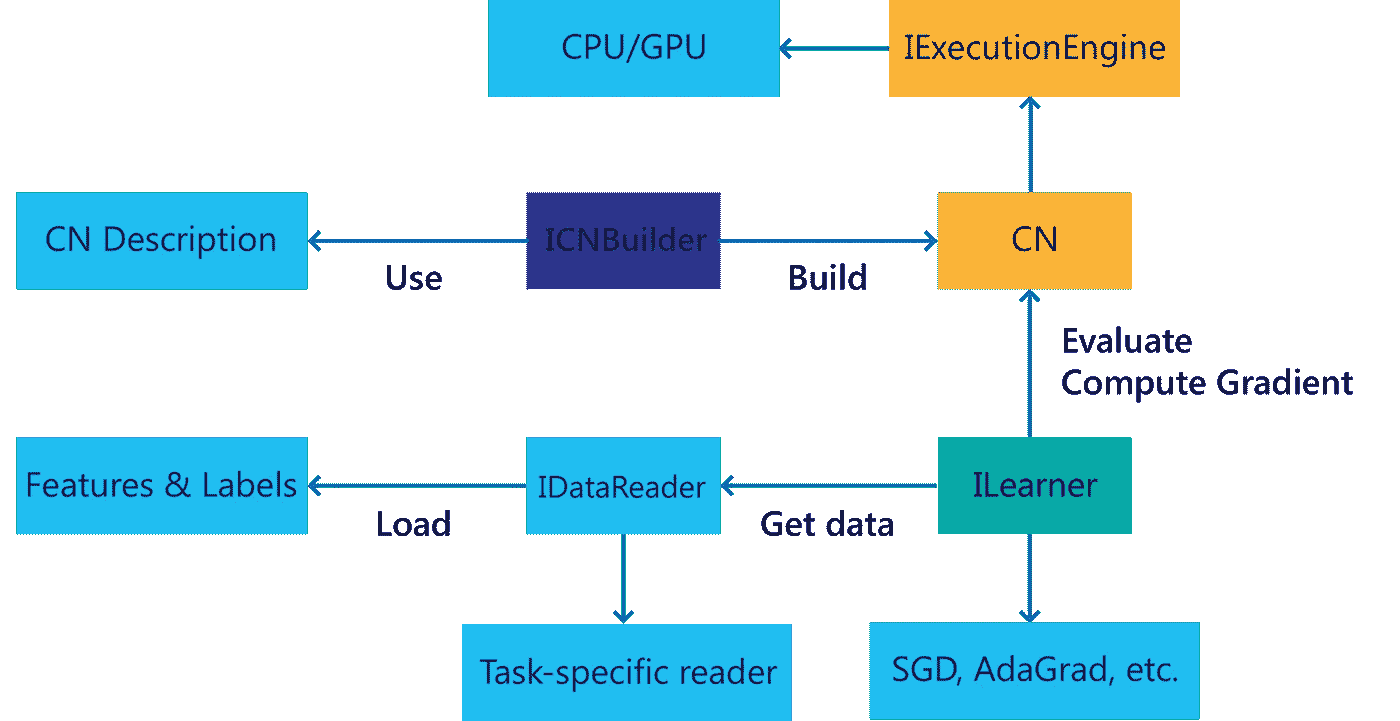 CPU/GPU
IExecutionEngine
CN Description
ICNBuilder
CN
Use
Build
Evaluate
Compute Gradient
Features & Labels
IDataReader
ILearner
Load
Get data
Task-specific reader
SGD, AdaGrad, etc.